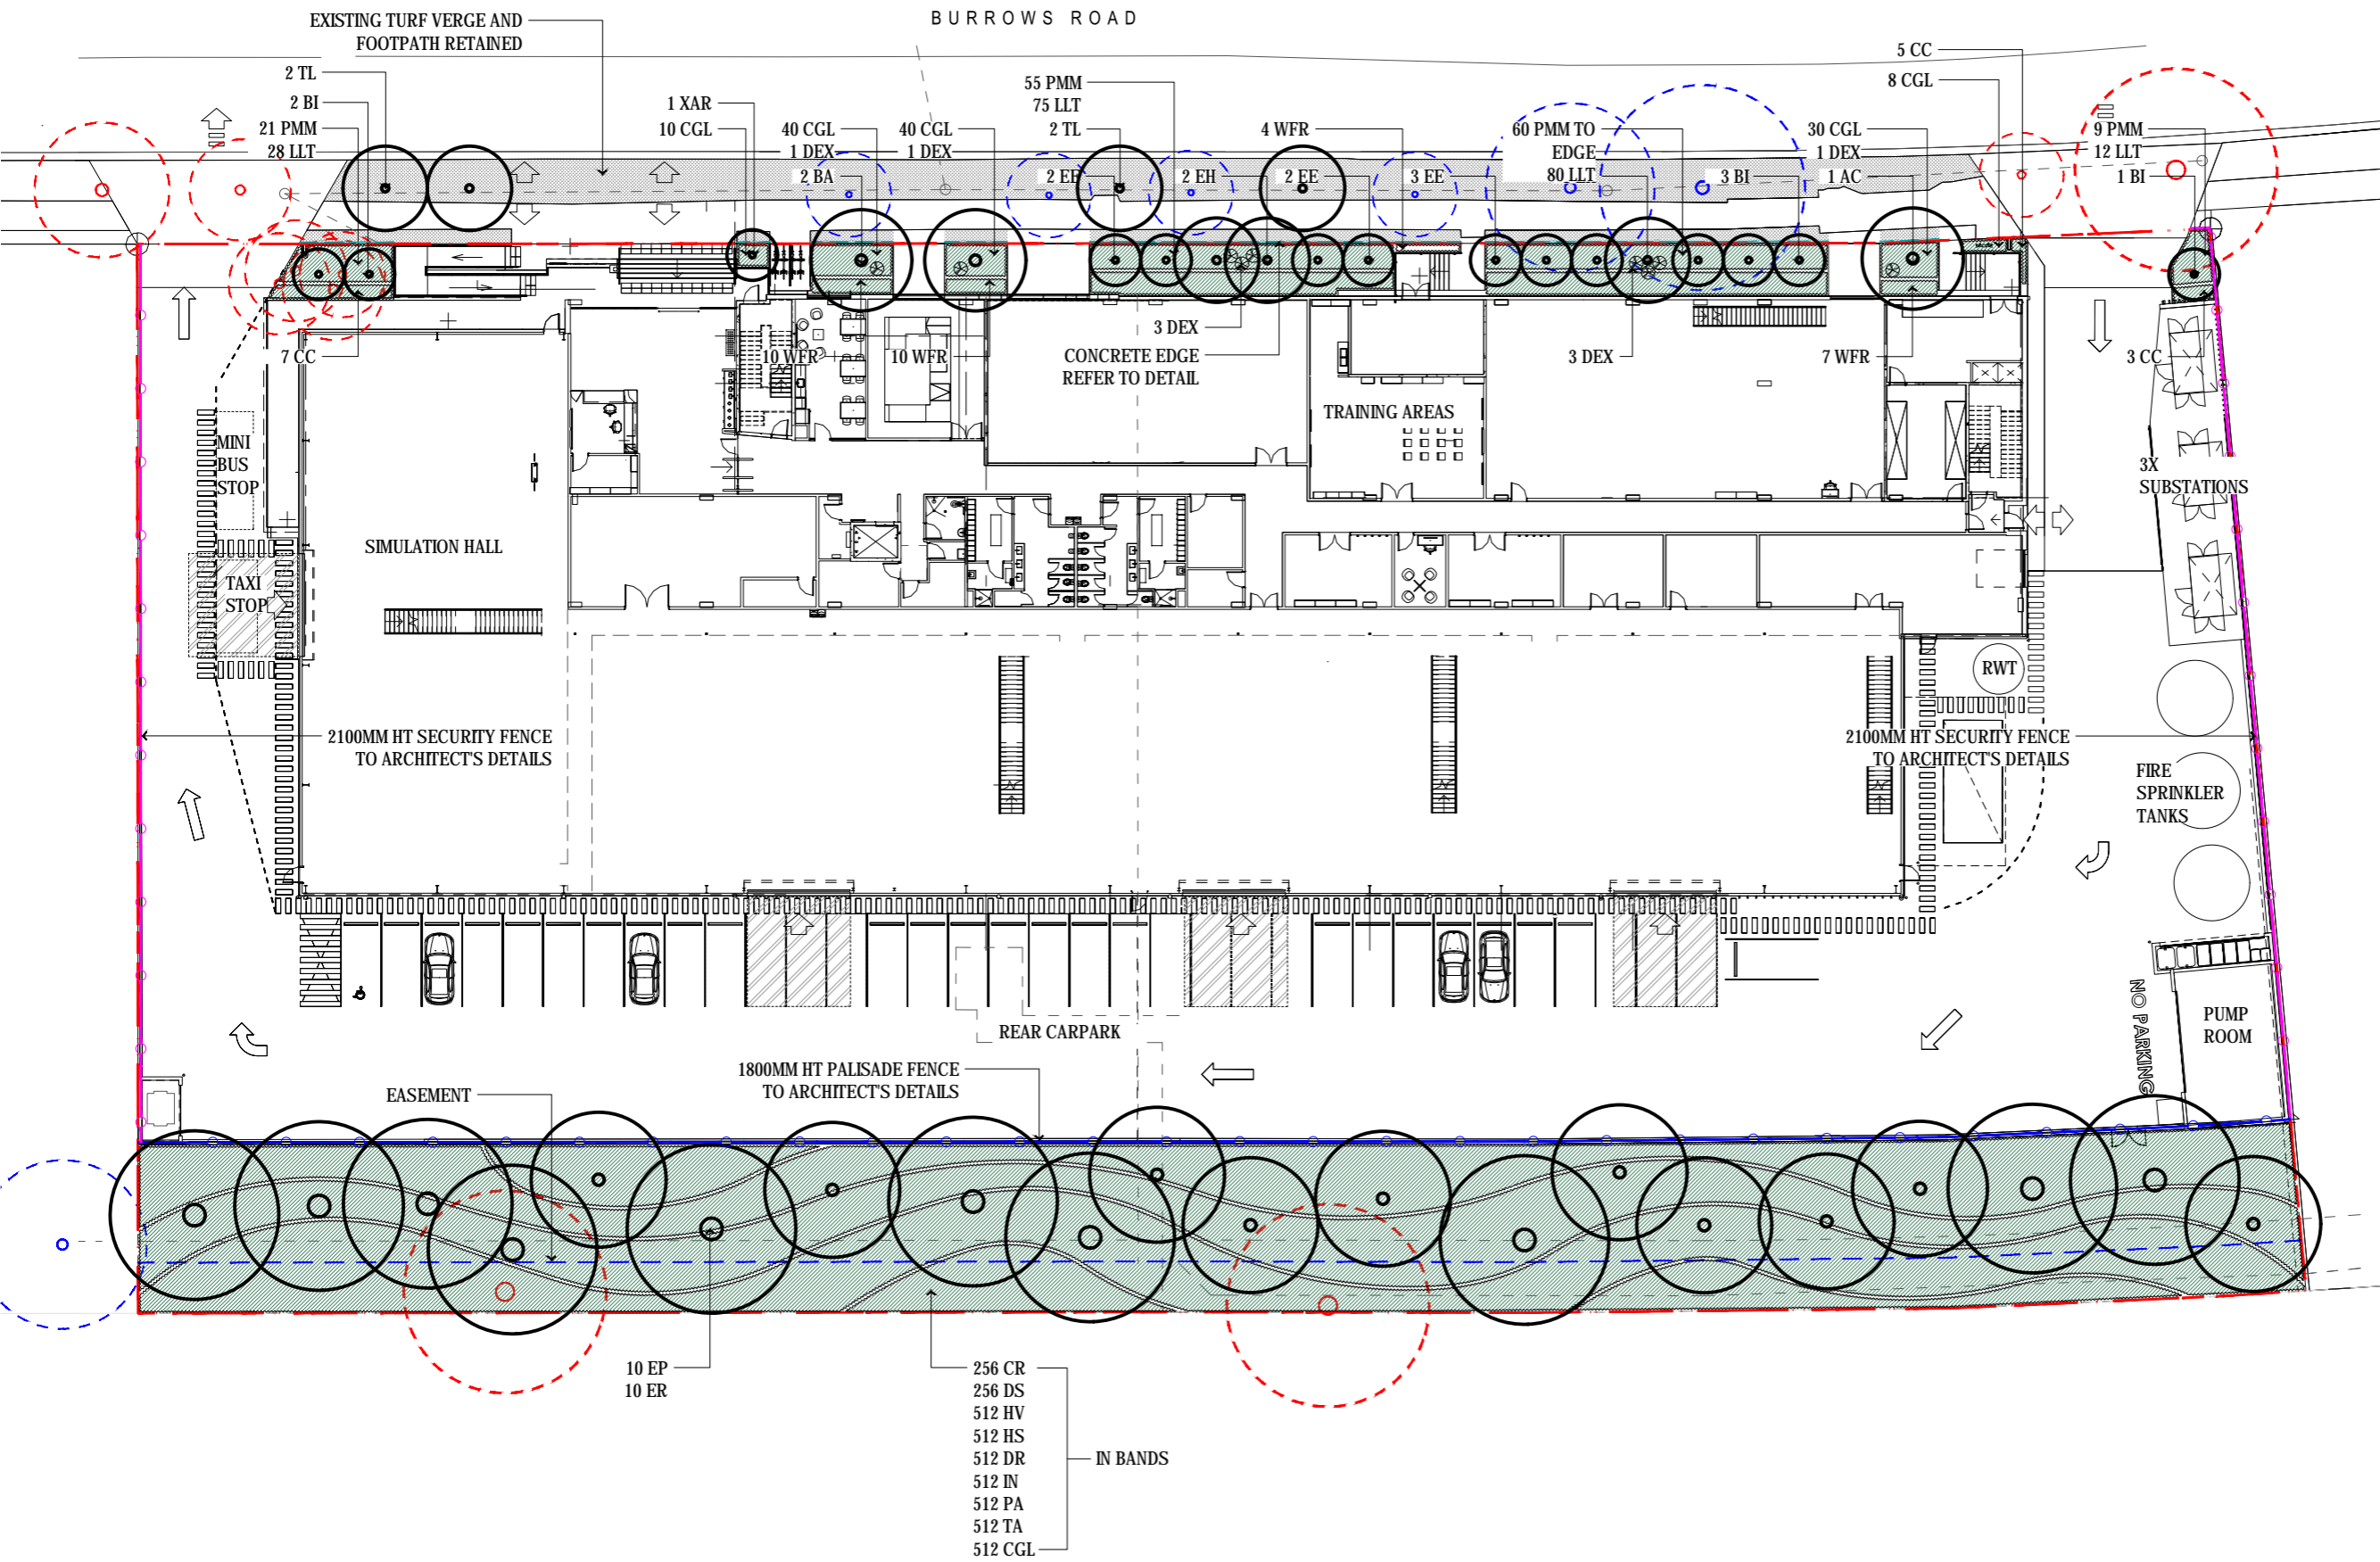 BURROWS ROAD
EXISTING TURF VERGE AND
FOOTPATH RETAINED
2 TL
2 BI
21 PMM
28 LLT
1 XAR
10 CGL
40 CGL
1 DEX
2 BA
40 CGL
1 DEX
55 PMM
75 LLT
2 TL
2 EE
2 EH
2 EE
4 WFR
3 EE
60 PMM TO
EDGE
80 LLT
3 BI
5 CC
8 CGL
30 CGL
1 DEX
1 AC
9 PMM
12 LLT
1 BI
7 CC
10 WFR
10 WFR
3 DEX
CONCRETE EDGE
REFER TO DETAIL
3 DEX
7 WFR
3 CC
TRAINING AREAS
MINI
BUS
STOP
3X
SUBSTATIONS
SIMULATION HALL
TAXI
STOP
RWT
2100MM HT SECURITY FENCE
TO ARCHITECT'S DETAILS
2100MM HT SECURITY FENCE
TO ARCHITECT'S DETAILS
FIRE
SPRINKLER
TANKS
NO PARKING
PUMP
ROOM
REAR CARPARK
1800MM HT PALISADE FENCE
TO ARCHITECT'S DETAILS
EASEMENT
10 EP
10 ER
256 CR
256 DS
512 HV
512 HS
512 DR
512 IN
512 PA
512 TA
512 CGL
IN BANDS